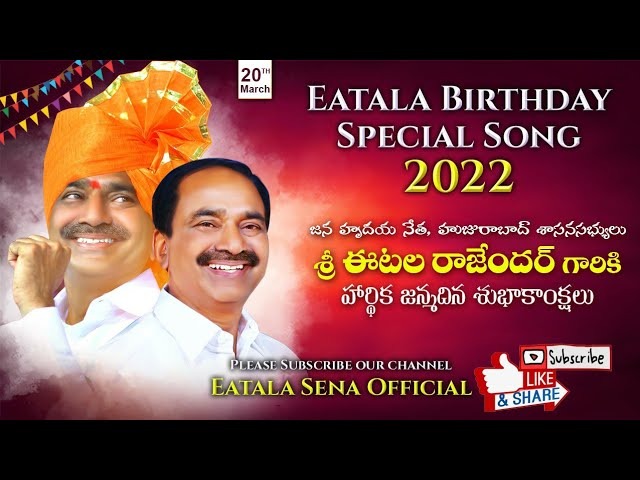 20TH
March
EATALA BIRTHDAY
SPECIAL SONG
2022
జన హృదయ నేత, హుజురాబాద్ శాసనసభ్యులు
శ్రీ ఈటల రాజేందర్ గారికి
హార్థిక జన్మదిన శుభాకాంక్షలు
PLEASE SUBSCRIBE OUR CHANNEL
EATALA SENA OFFICIAL
Subscribe
LIKE
& SHARE